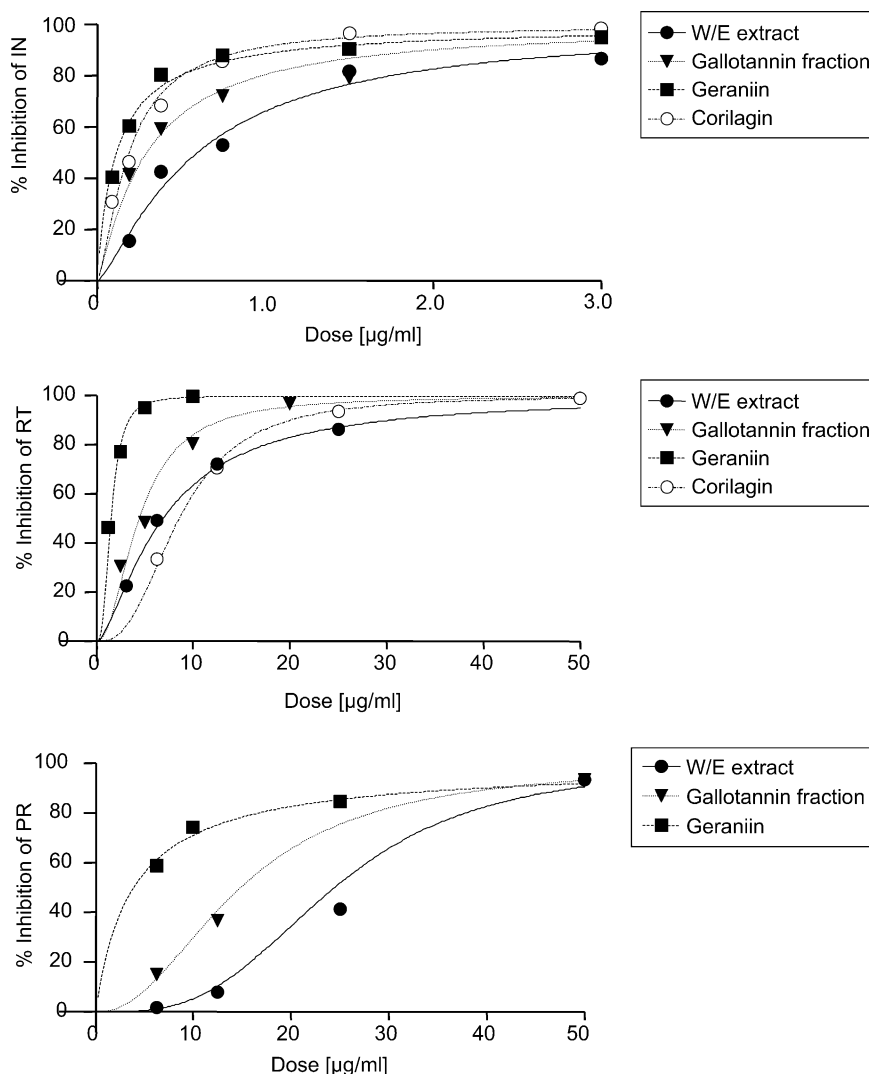 % Inhibition of IN
100
80
60
40
20
0
0
1.0
2.0
3.0
Dose [µg/ml]
W/E extract
Gallotannin fraction
Geraniin
Corilagin
% Inhibition of RT
100
80
60
40
20
0
0
10
20
30
40
50
Dose [µg/ml]
W/E extract
Gallotannin fraction
Geraniin
Corilagin
% Inhibition of PR
100
80
60
40
20
0
0
10
20
30
40
50
Dose [µg/ml]
W/E extract
Gallotannin fraction
Geraniin